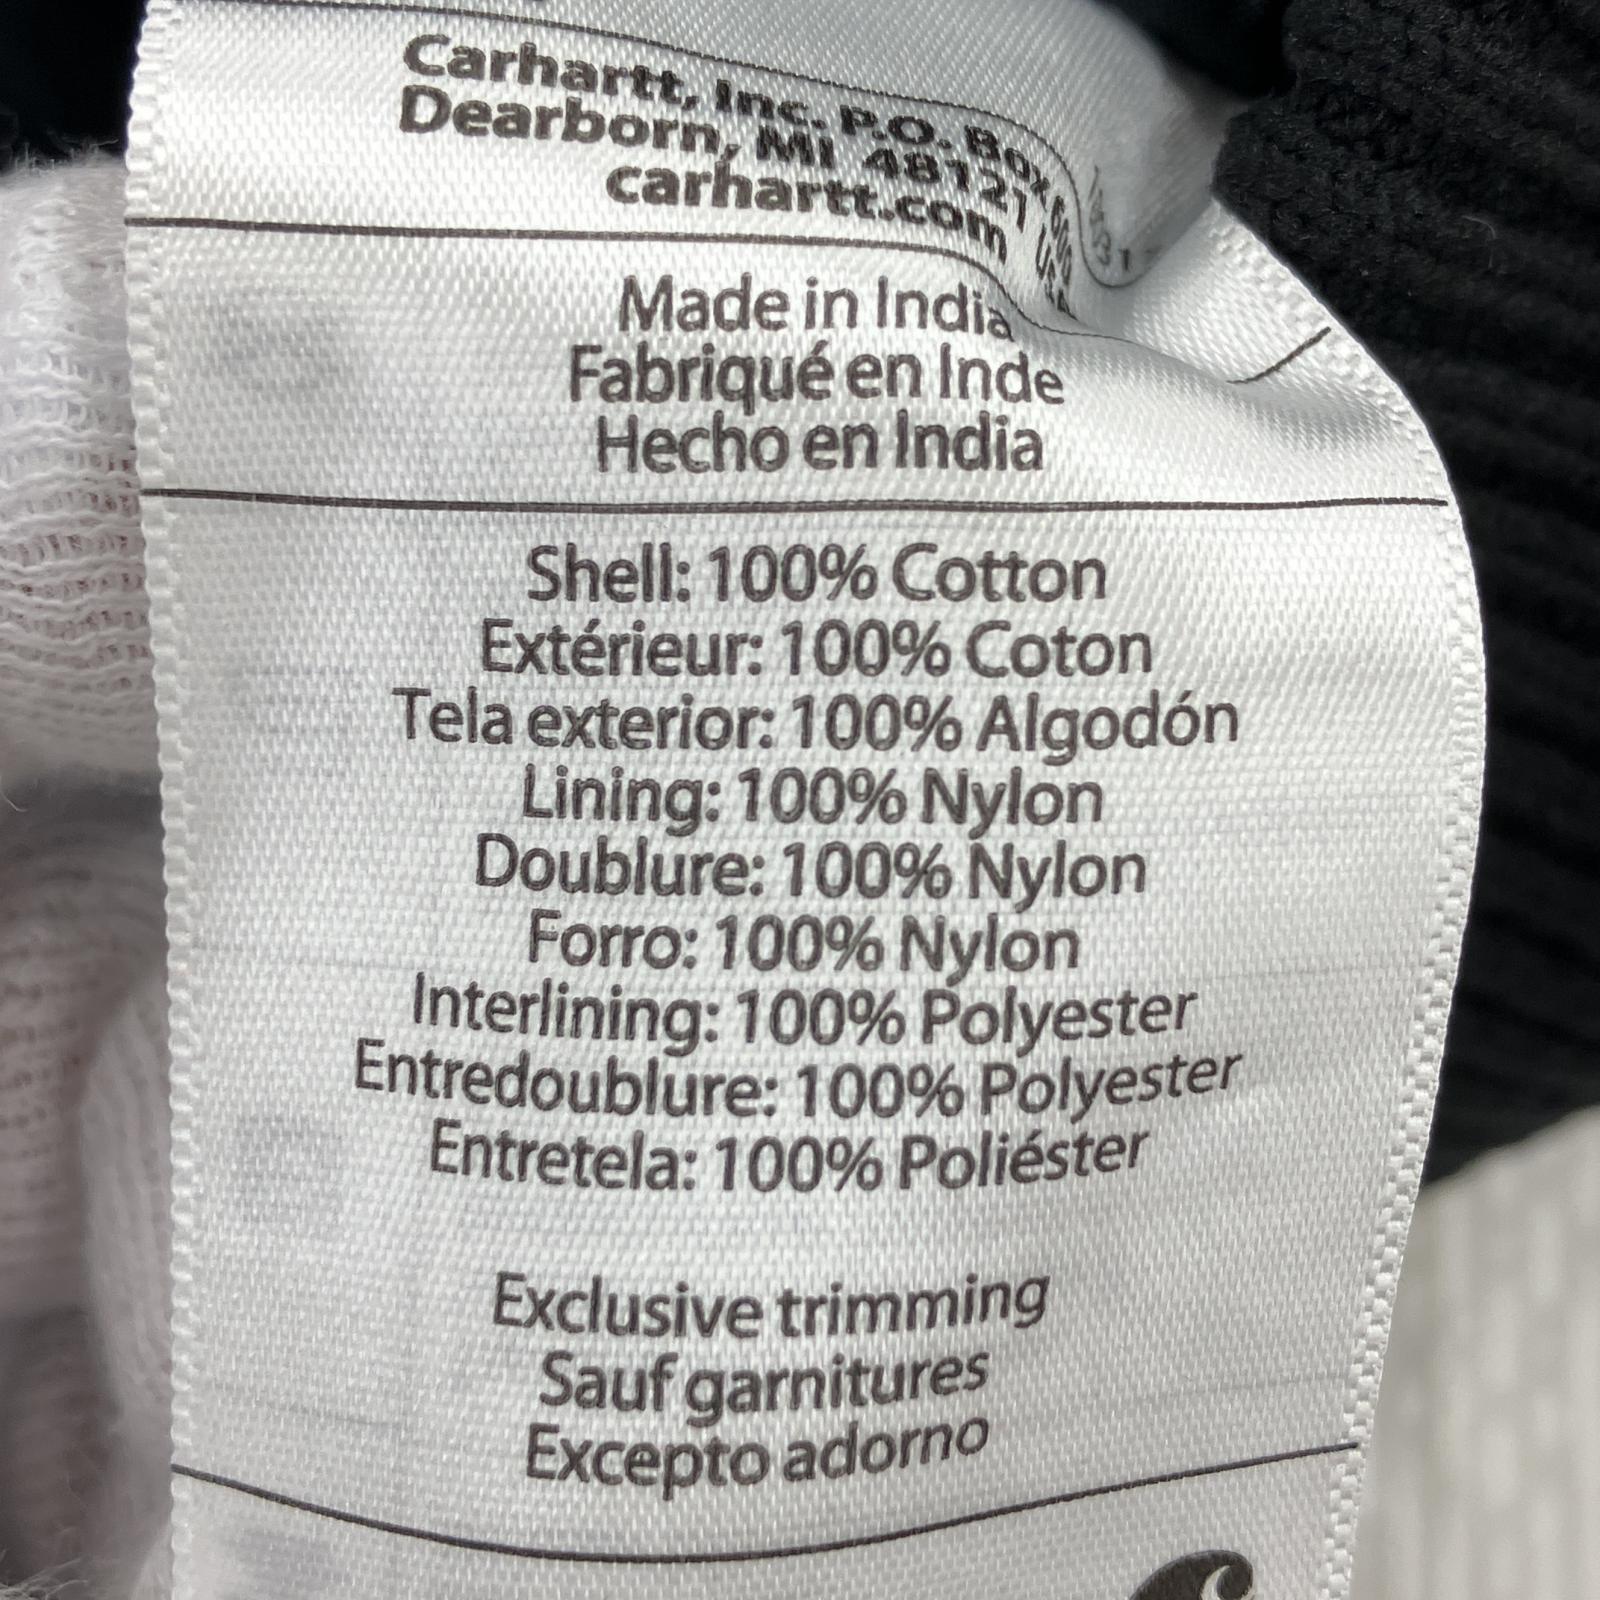 Carhartt, Inc. P.O. Box 600
Dearborn, MI 48121 USA
carhartt.com
Made in India
Fabriqué en Inde
Hecho en India
Shell: 100% Cotton
Extérieur: 100% Coton
Tela exterior: 100% Algodón
Lining: 100% Nylon
Doublure: 100% Nylon
Forro: 100% Nylon
Interlining: 100% Polyester
Entredoublure: 100% Polyester
Entretela: 100% Poliéster
Exclusive trimming
Sauf garnitures
Excepto adorno